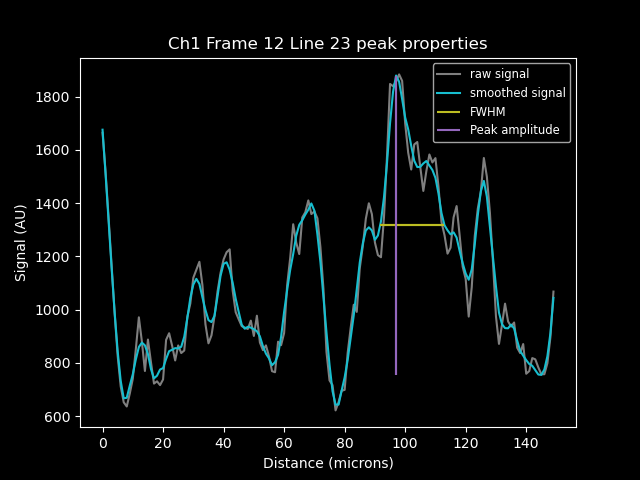 Ch1 Frame 12 Line 23 peak properties
raw signal
smoothed signal
FWHM
Peak amplitude
Signal (AU)
1800
1600
1400
1200
1000
800
600
0 20 40 60 80 100 120 140
Distance (microns)